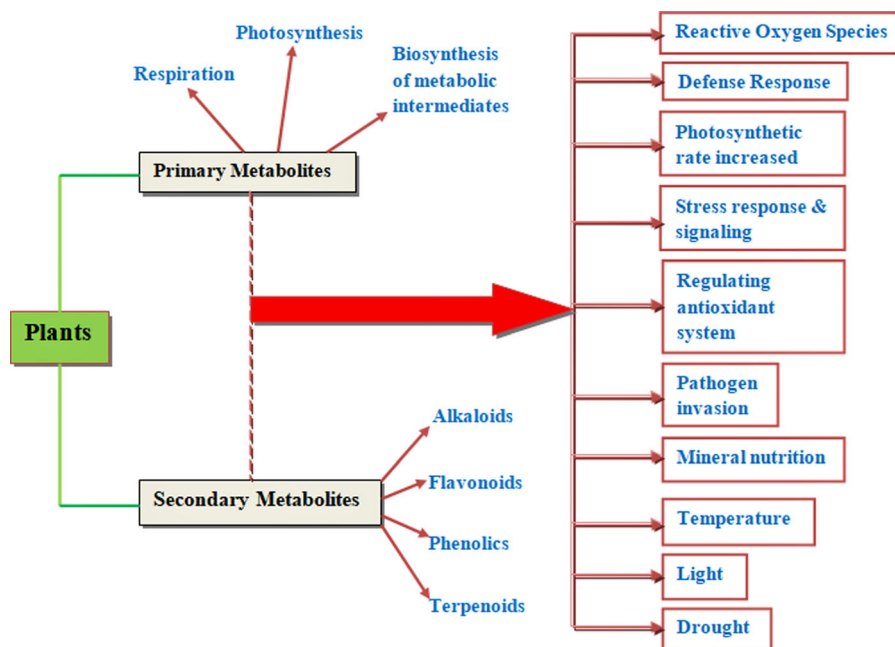 Photosynthesis
Respiration
Biosynthesis
of metabolic
intermediates
Primary Metabolites
Plants
Secondary Metabolites
Alkaloids
Flavonoids
Phenolics
Terpenoids
Reactive Oxygen Species
Defense Response
Photosynthetic
rate increased
Stress response &
signaling
Regulating
antioxidant
system
Pathogen
invasion
Mineral nutrition
Temperature
Light
Drought